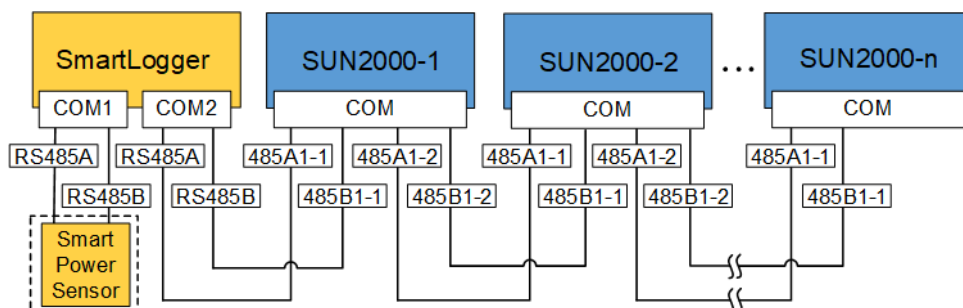 SmartLogger
SUN2000-1
SUN2000-2
...
SUN2000-n
COM1
COM2
COM
COM
COM
RS485A
RS485A
485A1-1
485A1-2
485A1-1
485A1-2
485A1-1
RS485B
RS485B
485B1-1
485B1-2
485B1-1
485B1-2
485B1-1
Smart
Power
Sensor